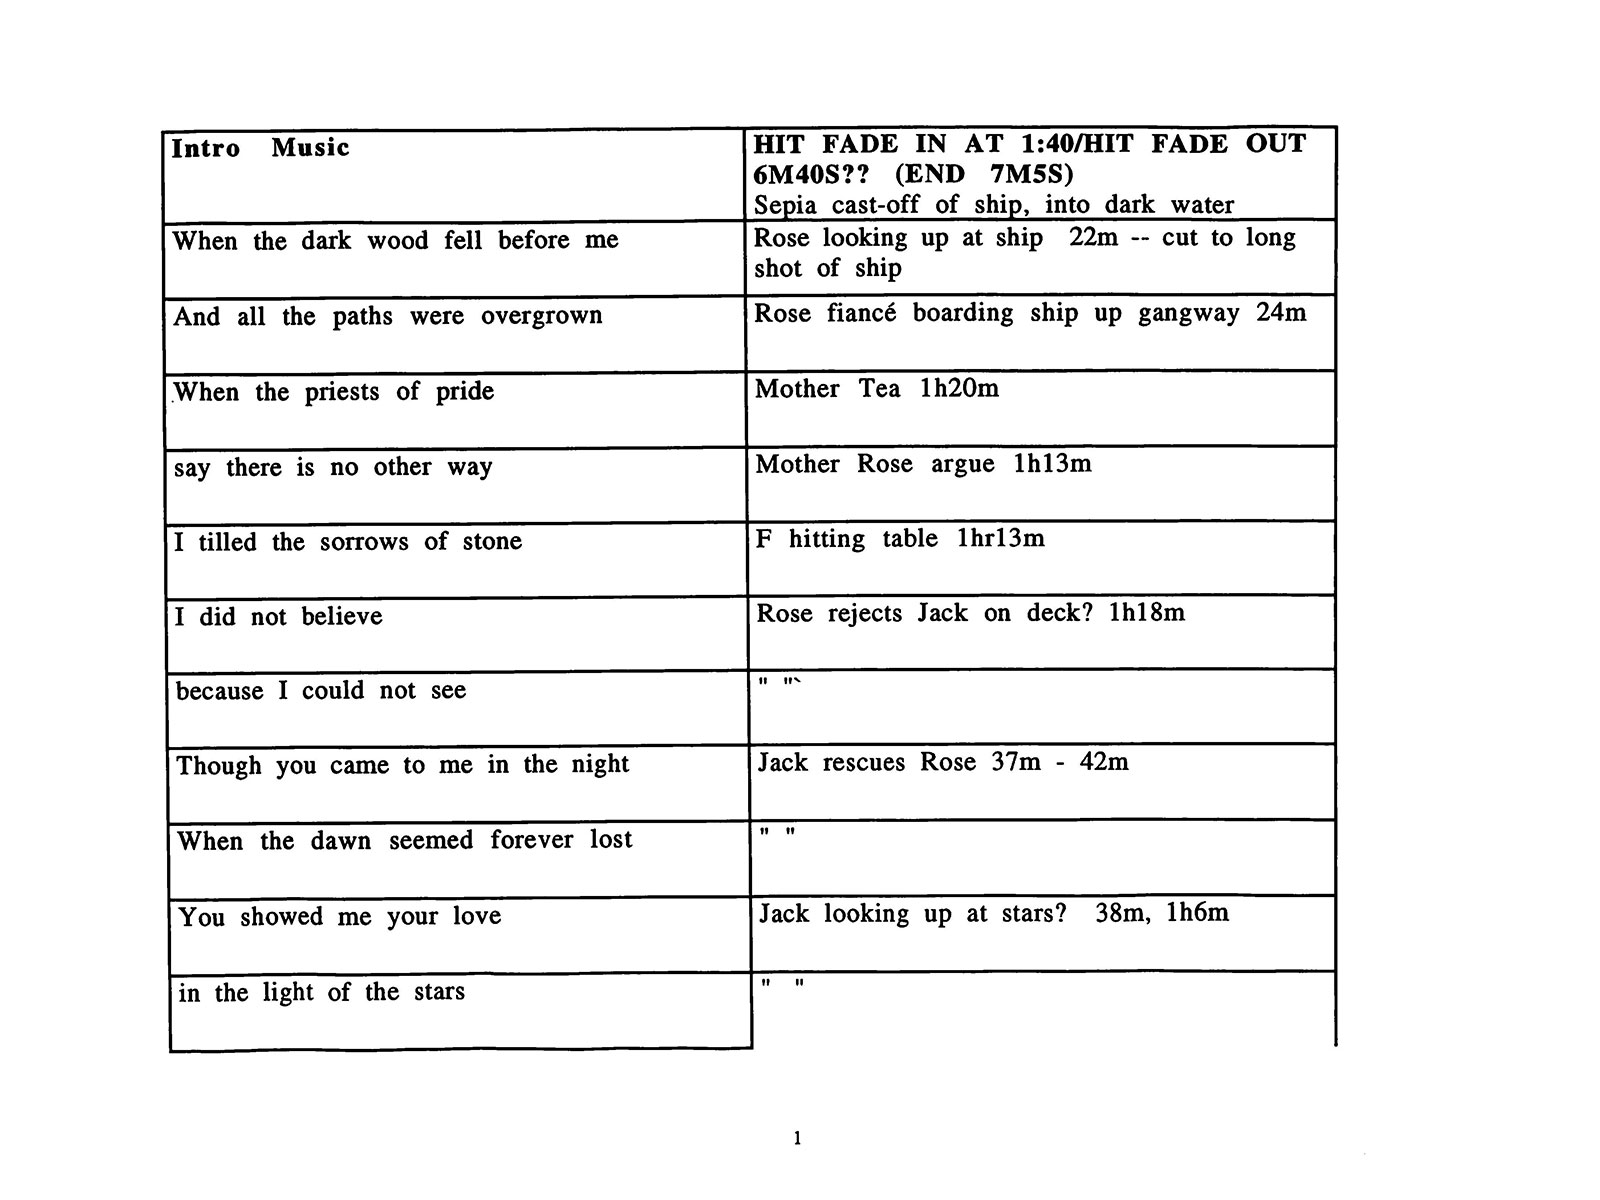 Intro Music
HIT FADE IN AT 1:40/HIT FADE OUT
6M40S?? (END 7M5S)
Sepia cast-off of ship, into dark water
When the dark wood fell before me
Rose looking up at ship 22m -- cut to long
shot of ship
And all the paths were overgrown
Rose fiancé boarding ship up gangway 24m
When the priests of pride
Mother Tea 1h20m
say there is no other way
Mother Rose argue 1h13m
I tilled the sorrows of stone
F hitting table 1hr13m
I did not believe
Rose rejects Jack on deck? 1h18m
because I could not see
" "`
Though you came to me in the night
Jack rescues Rose 37m - 42m
When the dawn seemed forever lost
" "
You showed me your love
Jack looking up at stars? 38m, 1h6m
in the light of the stars
" "
1